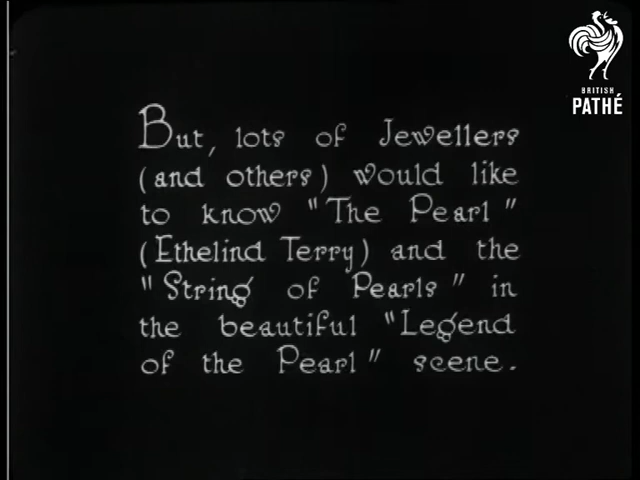 BRITISH
PATHÉ
But, lots of Jewellers
(and others) would like
to know "The Pearl"
(Ethelind Terry) and the
"String of Pearls" in
the beautiful "Legend
of the Pearl" scene.